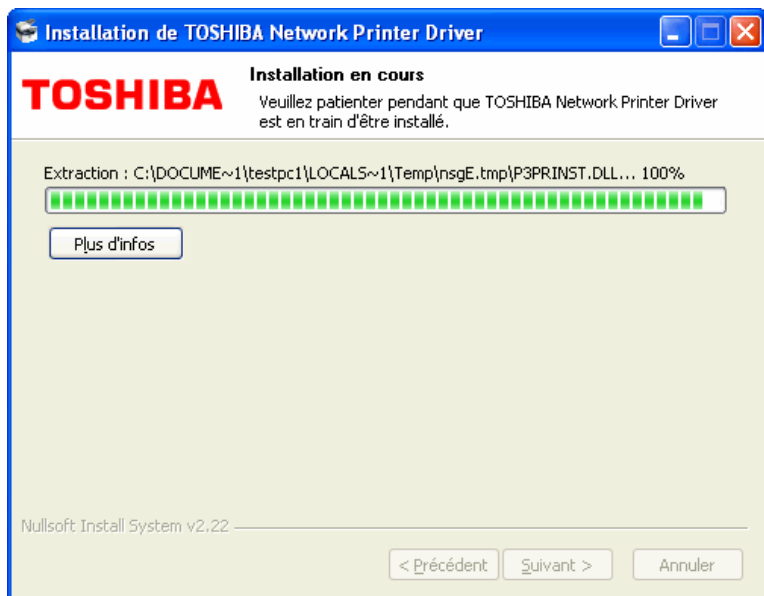 Installation de TOSHIBA Network Printer Driver
TOSHIBA
Installation en cours
Veuillez patienter pendant que TOSHIBA Network Printer Driver
est en train d'être installé.
Extraction : C:\DOCUME~1\testpc1\LOCALS~1\Temp\nsgE.tmp\P3PRINST.DLL... 100%
Plus d'infos
Nullsoft Install System v2.22
< Précédent
Suivant >
Annuler